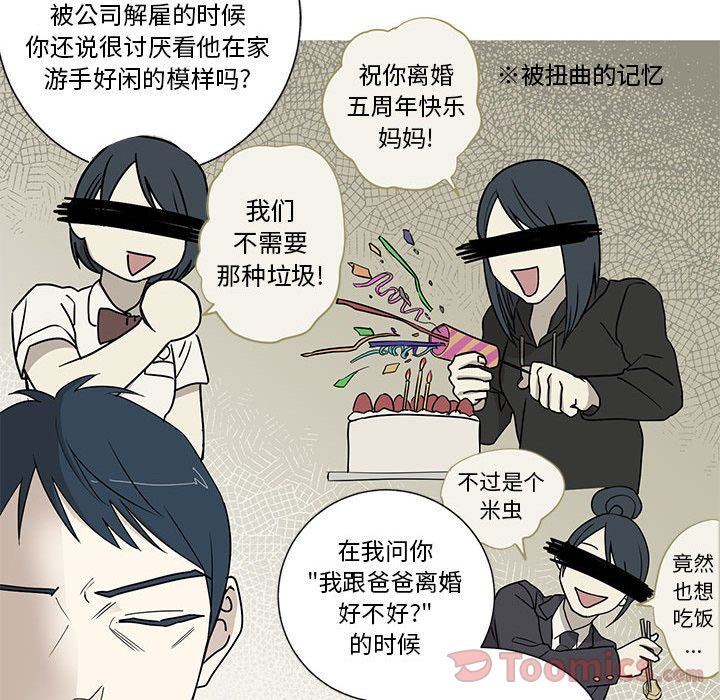 被公司解雇的时候
你还说很讨厌看他在家
游手好闲的模样吗?
祝你离婚
五周年快乐
妈妈!
※被扭曲的记忆
我们
不需要
那种垃圾!
不过是个
米虫
在我问你
"我跟爸爸离婚
好不好?"
的时候
竟然
也想
吃饭
...
Toomics.com